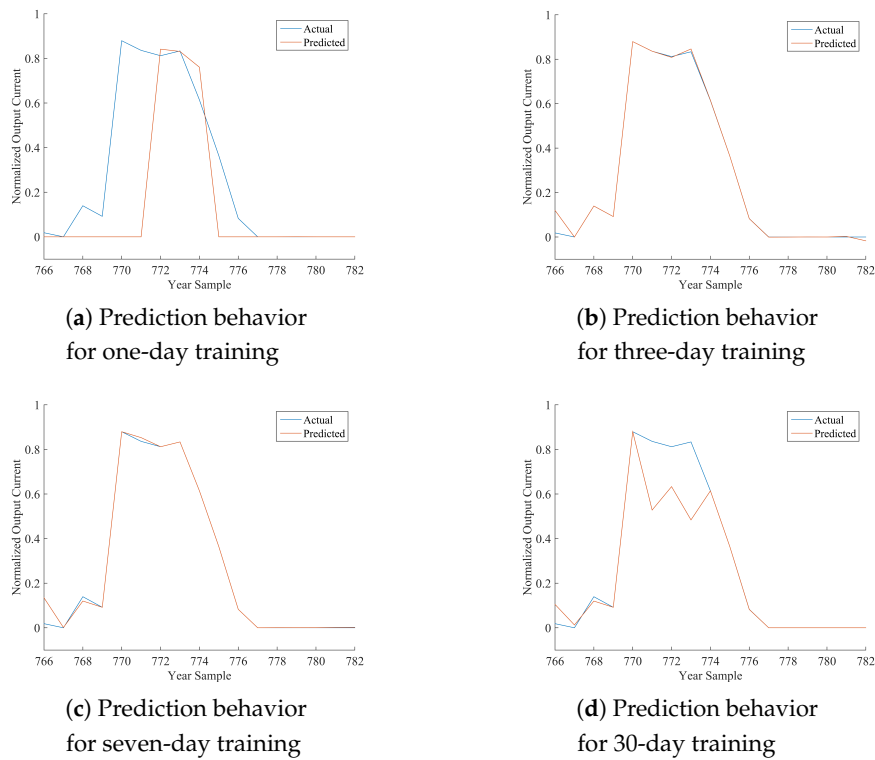 1
0.8
0.6
0.4
0.2
0
Normalized Output Current
766 768 770 772 774 776 778 780 782
Year Sample
Actual
Predicted
(a) Prediction behavior
for one-day training
1
0.8
0.6
0.4
0.2
0
Normalized Output Current
766 768 770 772 774 776 778 780 782
Year Sample
Actual
Predicted
(b) Prediction behavior
for three-day training
1
0.8
0.6
0.4
0.2
0
Normalized Output Current
766 768 770 772 774 776 778 780 782
Year Sample
Actual
Predicted
(c) Prediction behavior
for seven-day training
1
0.8
0.6
0.4
0.2
0
Normalized Output Current
766 768 770 772 774 776 778 780 782
Year Sample
Actual
Predicted
(d) Prediction behavior
for 30-day training